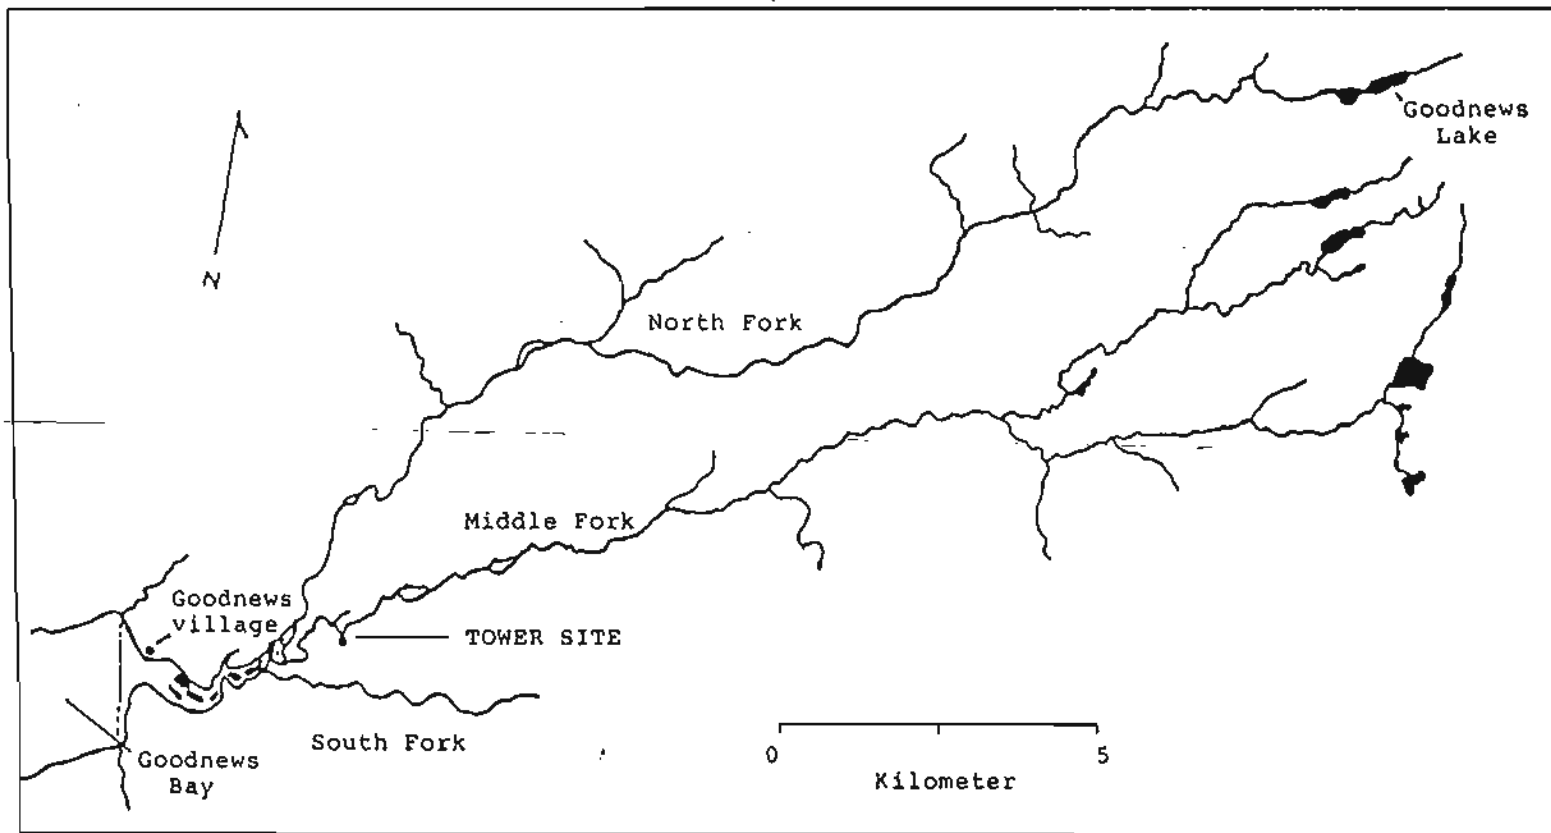 Goodnews
Lake
N
North Fork
Middle Fork
Goodnews
village
TOWER SITE
South Fork
Goodnews
Bay
0
5
Kilometer